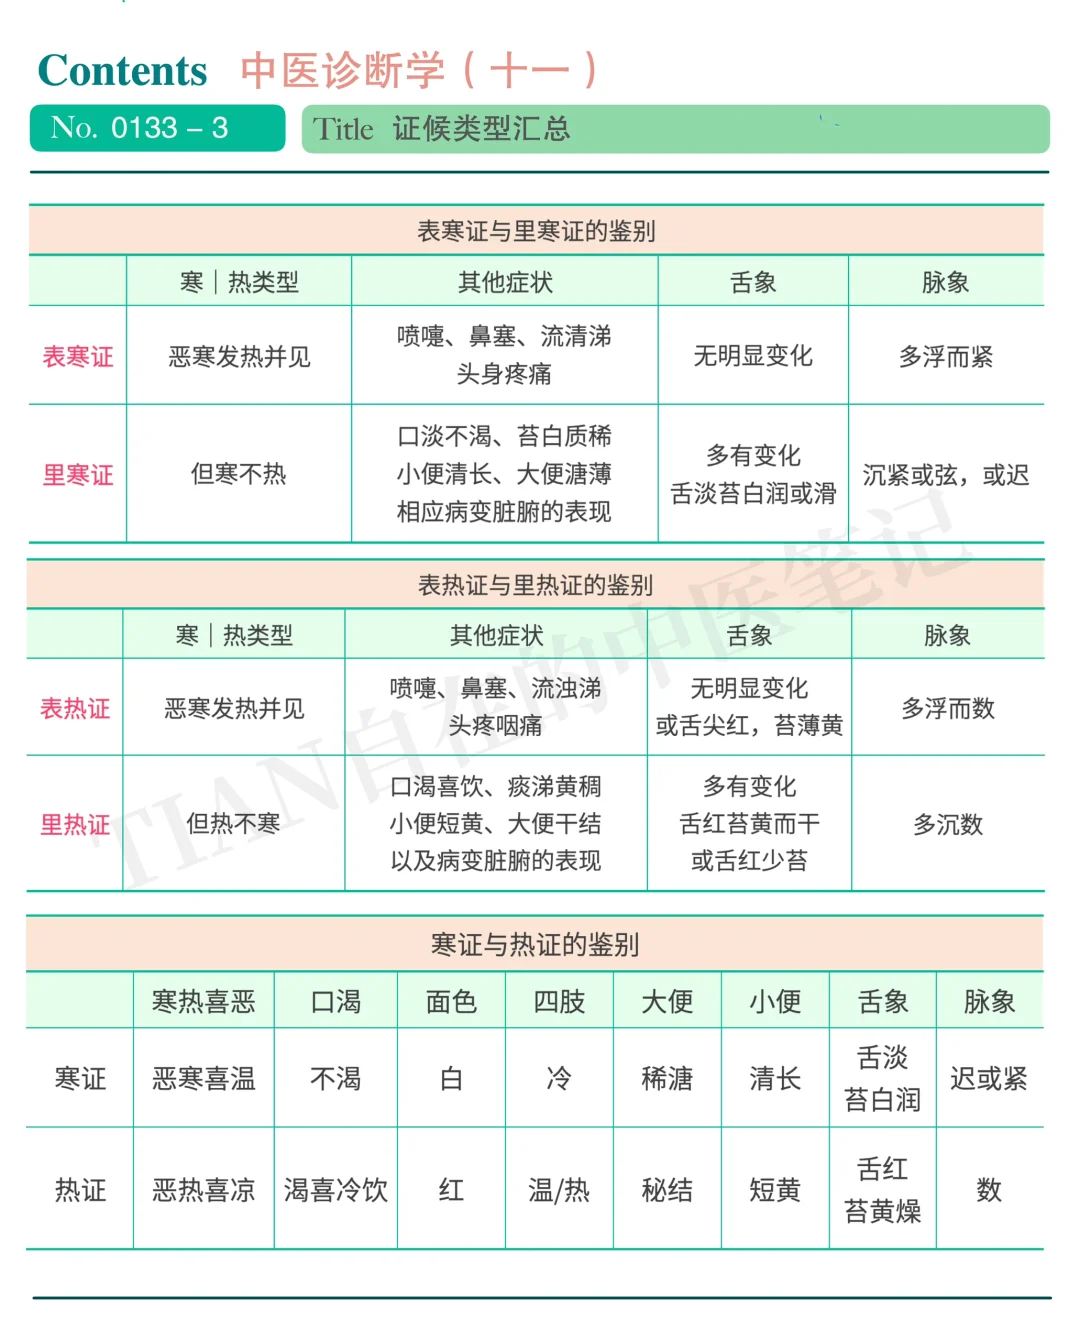 Contents 中医诊断学（十一）
No. 0133 – 3 Title 证候类型汇总
表寒证与里寒证的鉴别
寒｜热类型 其他症状 舌象 脉象
表寒证 恶寒发热并见 喷嚏、鼻塞、流清涕 头身疼痛 无明显变化 多浮而紧
里寒证 但寒不热 口淡不渴、苔白质稀 小便清长、大便溏薄 相应病变脏腑的表现 多有变化 舌淡苔白润或滑 沉紧或弦，或迟
表热证与里热证的鉴别
寒｜热类型 其他症状 舌象 脉象
表热证 恶寒发热并见 喷嚏、鼻塞、流浊涕 头疼咽痛 无明显变化 或舌尖红，苔薄黄 多浮而数
里热证 但热不寒 口渴喜饮、痰涕黄稠 小便短黄、大便干结 以及病变脏腑的表现 多有变化 舌红苔黄而干 或舌红少苔 多沉数
TIAN自在的中医笔记
寒证与热证的鉴别
寒热喜恶 口渴 面色 四肢 大便 小便 舌象 脉象
寒证 恶寒喜温 不渴 白 冷 稀溏 清长 舌淡 苔白润 迟或紧
热证 恶热喜凉 渴喜冷饮 红 温/热 秘结 短黄 舌红 苔黄燥 数